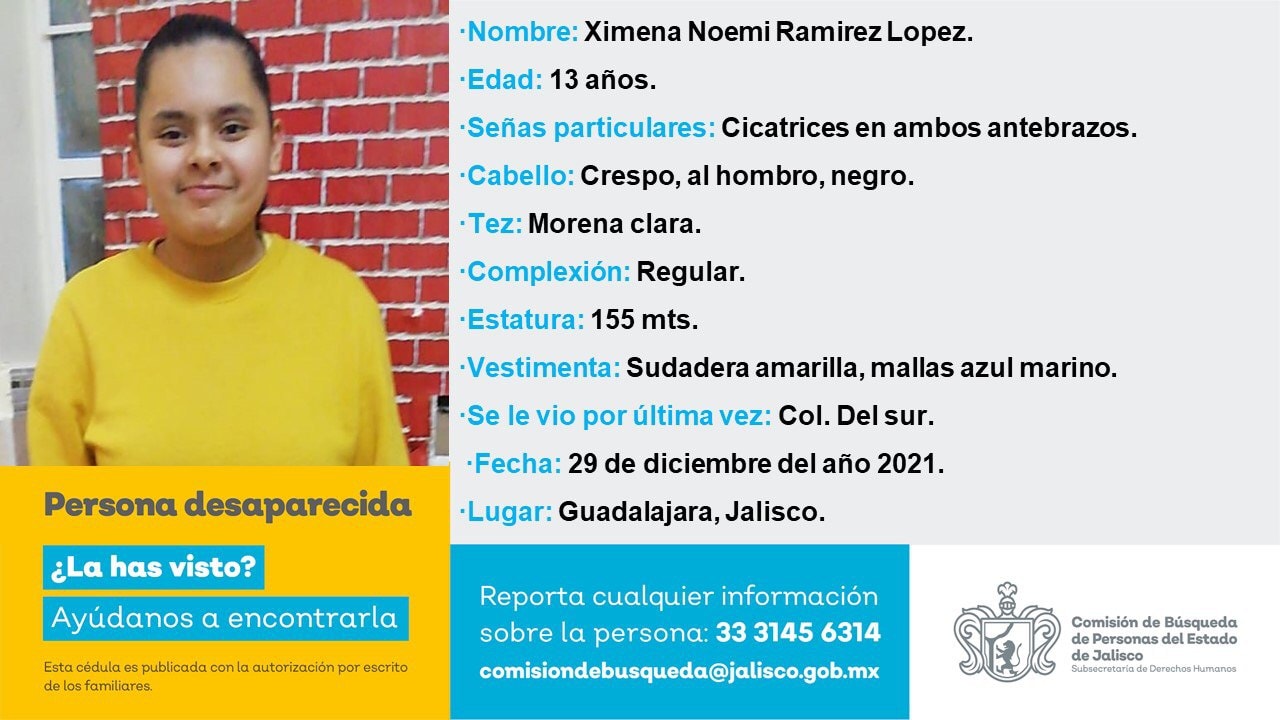 ·Nombre: Ximena Noemi Ramirez Lopez.
·Edad: 13 años.
·Señas particulares: Cicatrices en ambos antebrazos.
·Cabello: Crespo, al hombro, negro.
·Tez: Morena clara.
·Complexión: Regular.
·Estatura: 155 mts.
·Vestimenta: Sudadera amarilla, mallas azul marino.
·Se le vio por última vez: Col. Del sur.
·Fecha: 29 de diciembre del año 2021.
·Lugar: Guadalajara, Jalisco.
Persona desaparecida
¿La has visto?
Ayúdanos a encontrarla
Esta cédula es publicada con la autorización por escrito
de los familiares.
Reporta cualquier información
sobre la persona: 33 3145 6314
comisiondebusqueda@jalisco.gob.mx
Comisión de Búsqueda
de Personas del Estado
de Jalisco
Subsecretaría de Derechos Humanos